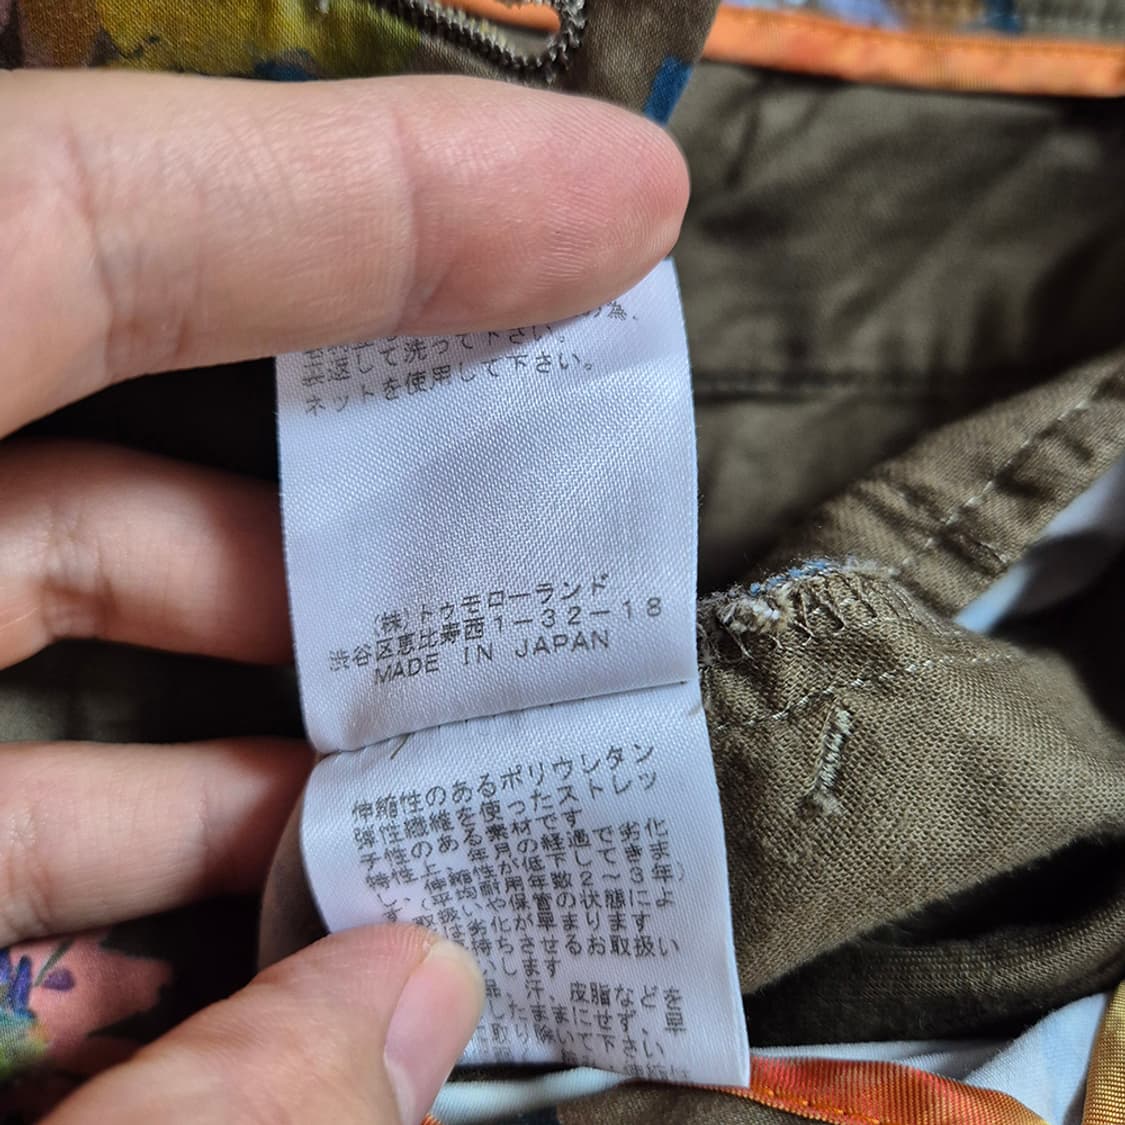 の為、
裏返して洗って下さい。
ネットを使用して下さい。
(株)トゥモローランド
渋谷区恵比寿西1-32-18
MADE IN JAPAN
伸縮性のあるポリウレタン
弾性繊維を使ったストレッ
チ性のある素材です
特性上、年月の経過で劣化
し、伸縮性が低下してきま
す。(平均耐用年数2~3年)
取扱いや保管の状態によ
は劣化が早まります
持ちさせるお取扱い
いします
汗、皮脂などを
したままにせず、早
取り除いて下さい